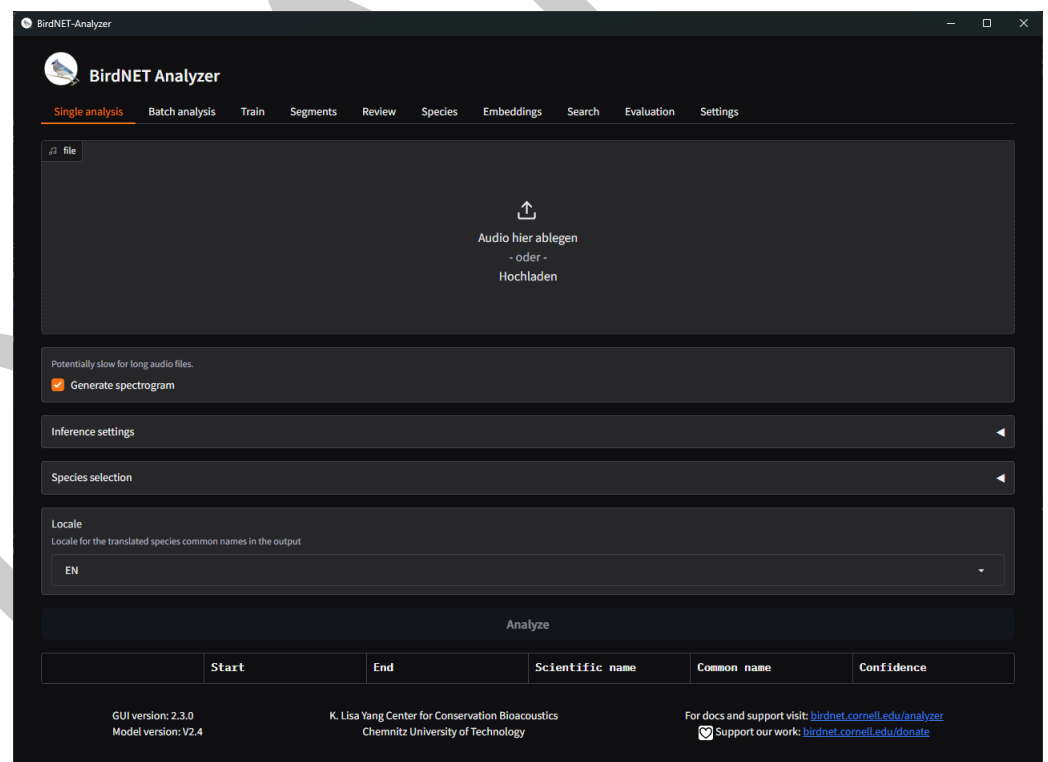 BirdNET-Analyzer
BirdNET Analyzer
Single analysis Batch analysis Train Segments Review Species Embeddings Search Evaluation Settings
file
Audio hier ablegen
- oder -
Hochladen
Potentially slow for long audio files.
Generate spectrogram
Inference settings
Species selection
Locale
Locale for the translated species common names in the output
EN
Analyze
Start End Scientific name Common name Confidence
GUI version: 2.3.0
Model version: V2.4
K. Lisa Yang Center for Conservation Bioacoustics
Chemnitz University of Technology
For docs and support visit: birdnet.cornell.edu/analyzer
Support our work: birdnet.cornell.edu/donate